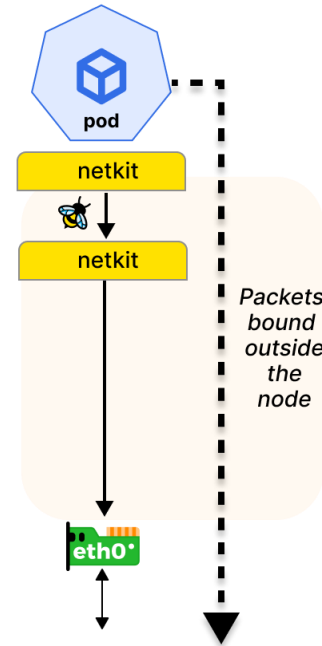 pod
netkit
netkit
Packets
bound
outside
the
node
eth0